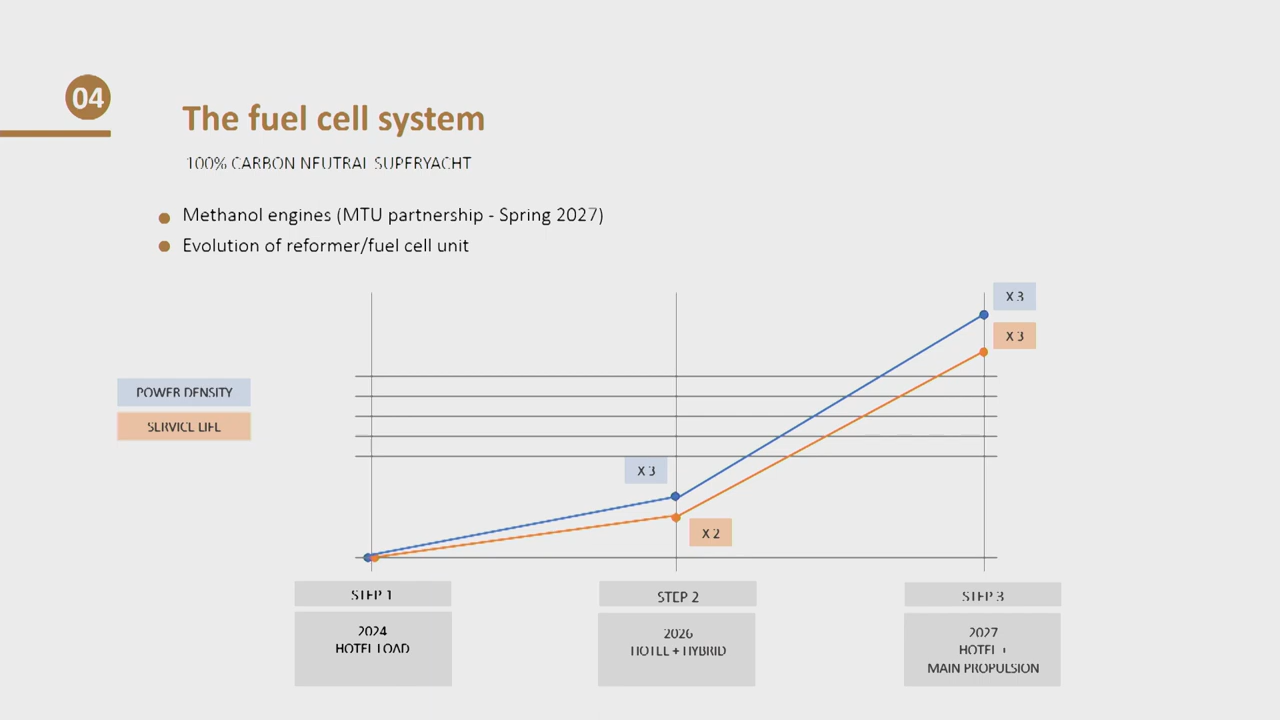 04
The fuel cell system
100% CARBON NEUTRAL SUPERYACHT
Methanol engines (MTU partnership - Spring 2027)
Evolution of reformer/fuel cell unit
X 3
X 3
POWER DENSITY
SERVICE LIFE
X 3
X 2
STEP 1
STEP 2
STEP 3
2024
HOTEL LOAD
2026
HOTEL + HYBRID
2027
HOTEL +
MAIN PROPULSION